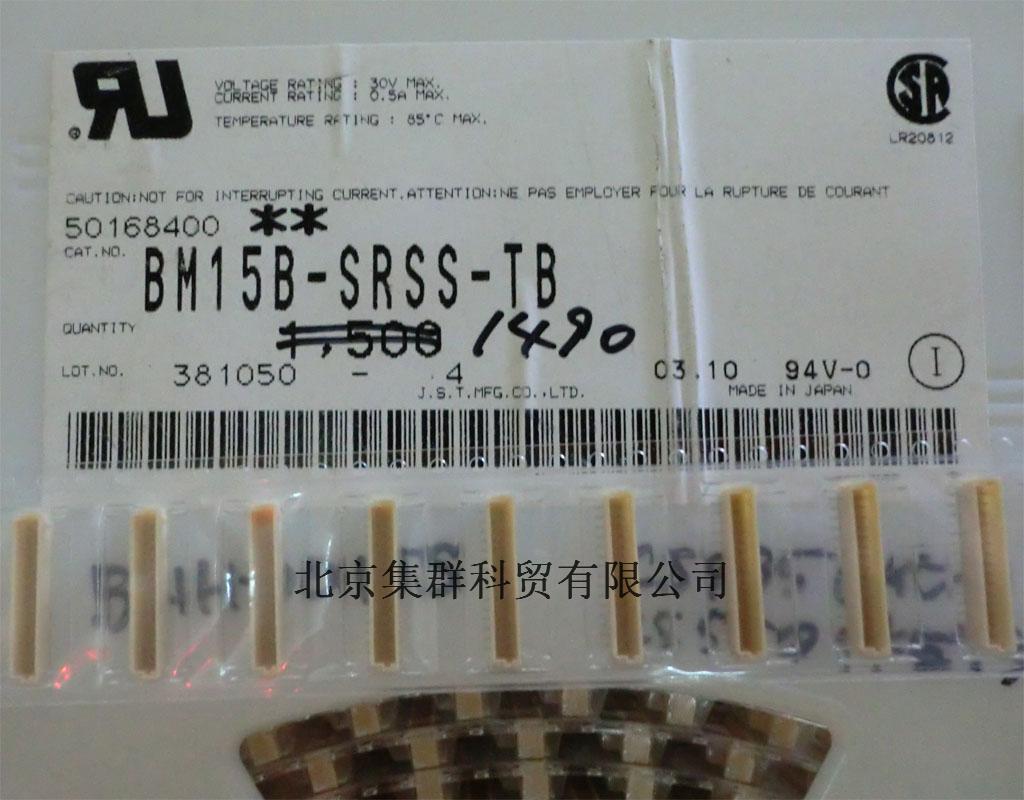 VOLTAGE RATING : 30V MAX.
CURRENT RATING : 0.5A MAX.
TEMPERATURE RATING : 85°C MAX.
LR20812
CAUTION:NOT FOR INTERRUPTING CURRENT.ATTENTION:NE PAS EMPLOYER POUR LA RUPTURE DE COURANT
50168400 **
CAT.NO. BM15B-SRSS-TB
QUANTITY 1,500 1490
LOT.NO. 381050 - 4 03.10 94V-0 I
J.S.T.MFG.CO.,LTD. MADE IN JAPAN
北京集群科贸有限公司